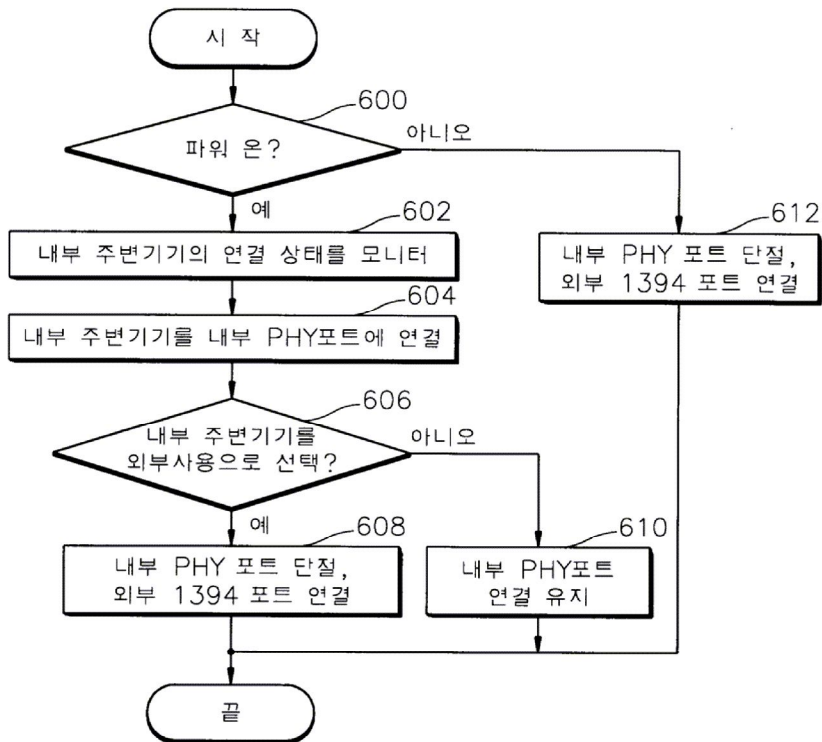 시 작
600
파워 온?
아니오
예
602
내부 주변기기의 연결 상태를 모니터
612
내부 PHY 포트 단절,
외부 1394 포트 연결
604
내부 주변기기를 내부 PHY포트에 연결
606
내부 주변기기를
외부사용으로 선택?
아니오
예
608
내부 PHY 포트 단절,
외부 1394 포트 연결
610
내부 PHY포트
연결 유지
끝